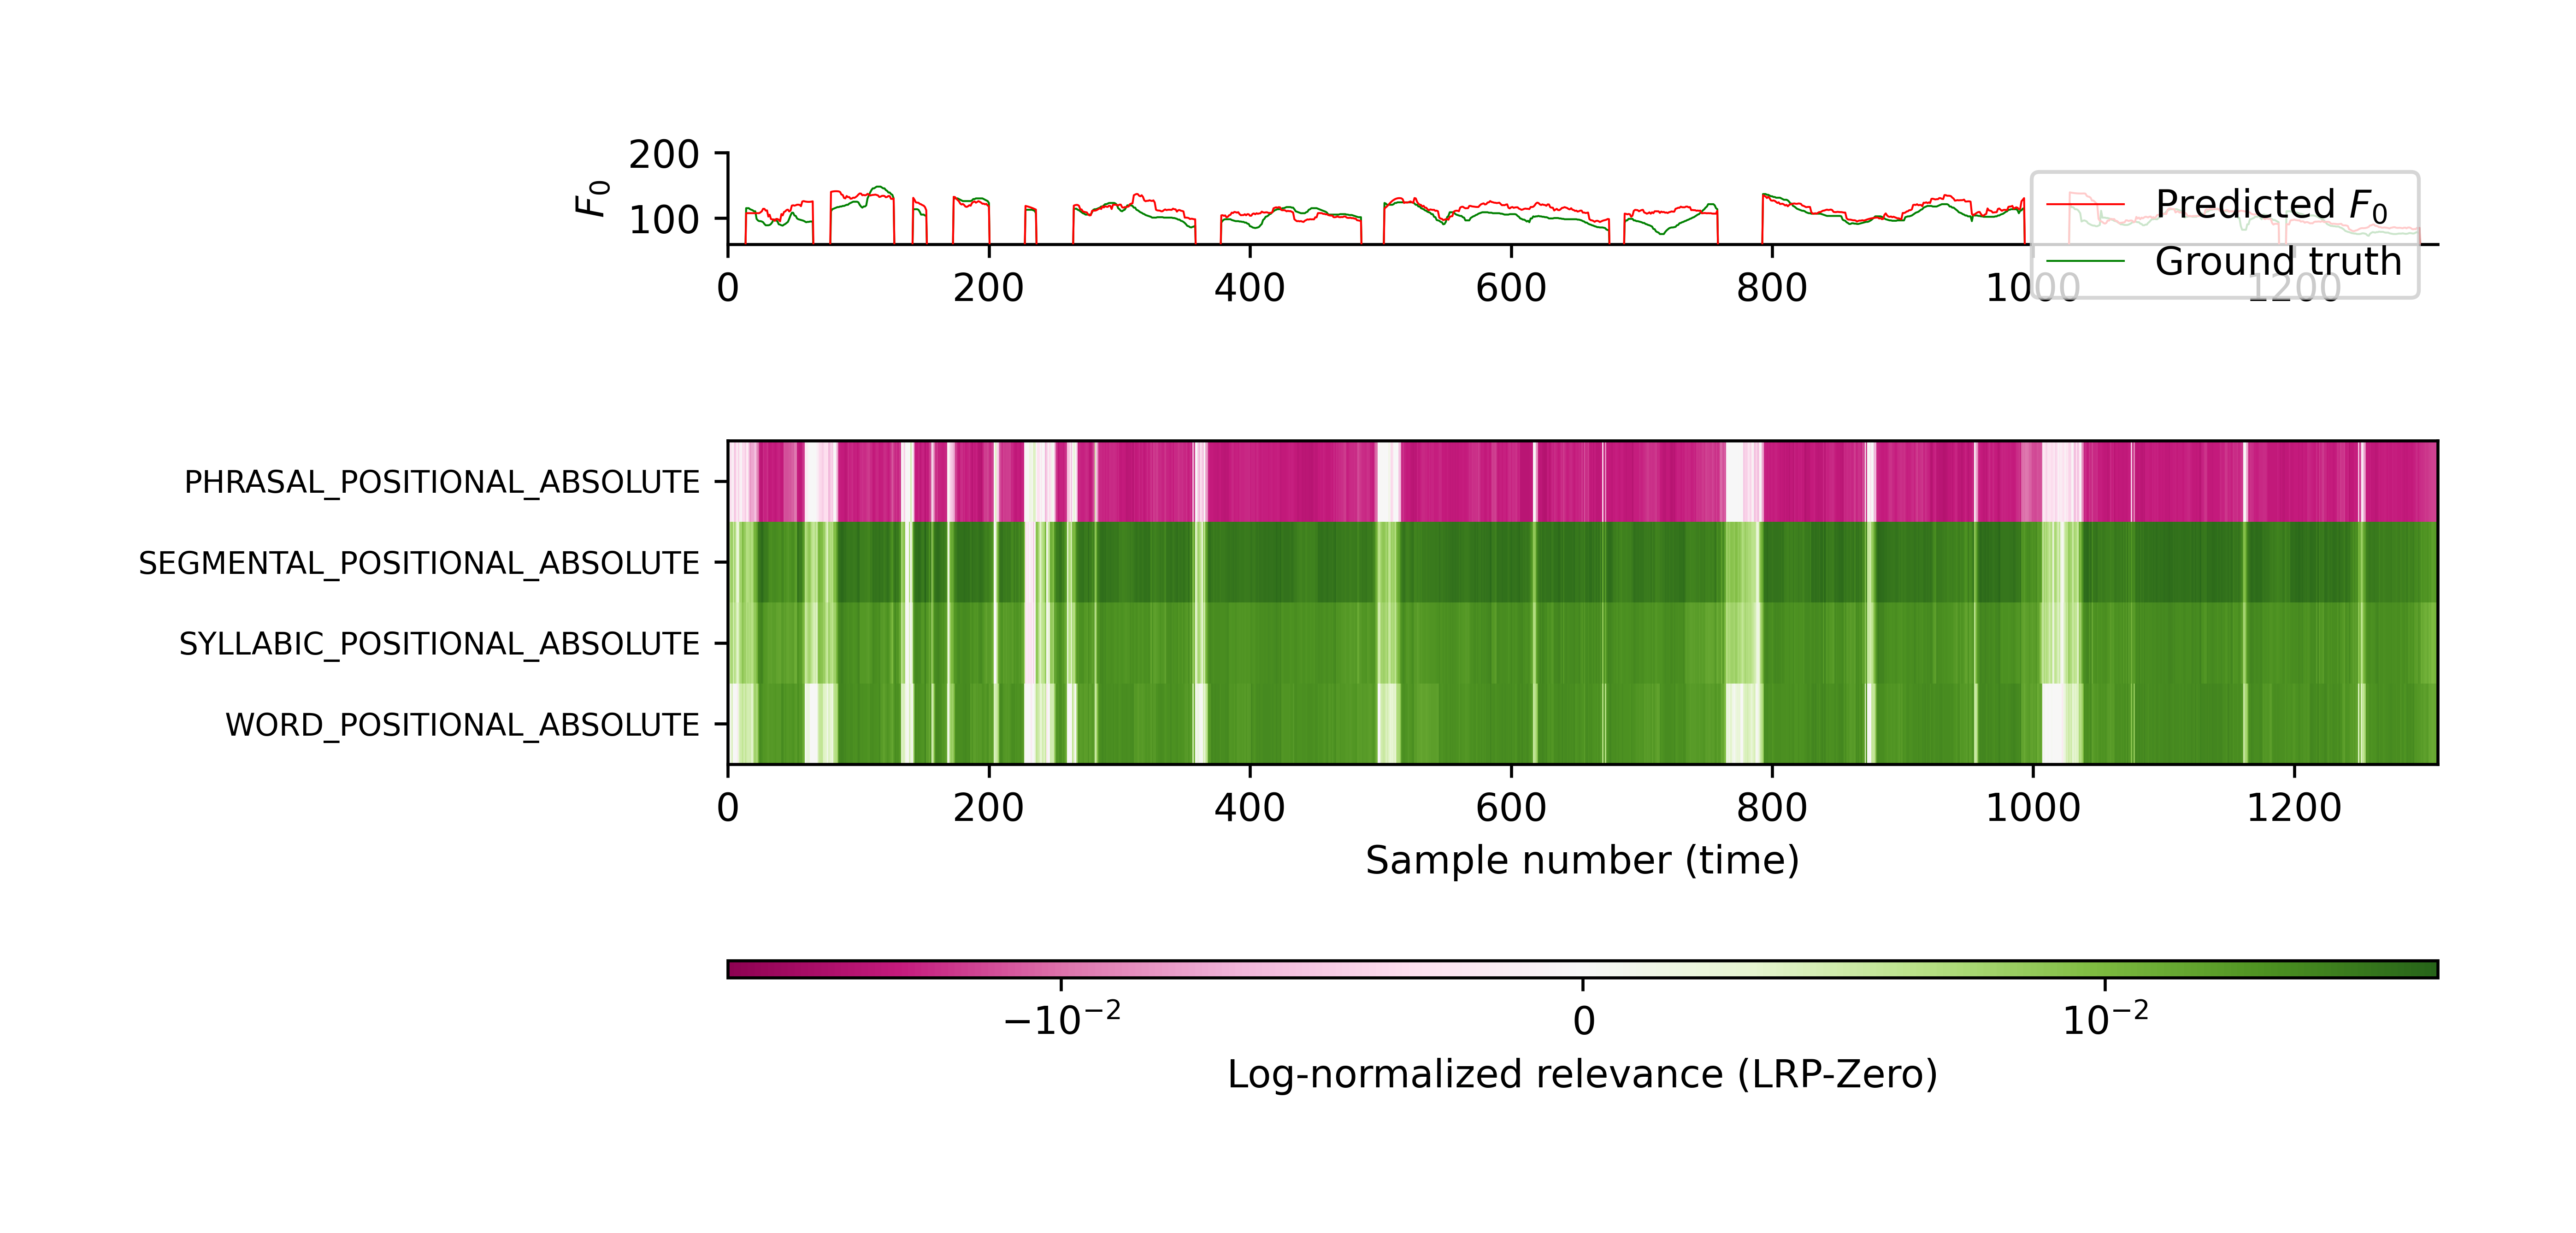 200
F₀
100
Predicted F₀
Ground truth
0 200 400 600 800 1000 1200
PHRASAL_POSITIONAL_ABSOLUTE
SEGMENTAL_POSITIONAL_ABSOLUTE
SYLLABIC_POSITIONAL_ABSOLUTE
WORD_POSITIONAL_ABSOLUTE
0 200 400 600 800 1000 1200
Sample number (time)
−10⁻² 0 10⁻²
Log-normalized relevance (LRP-Zero)